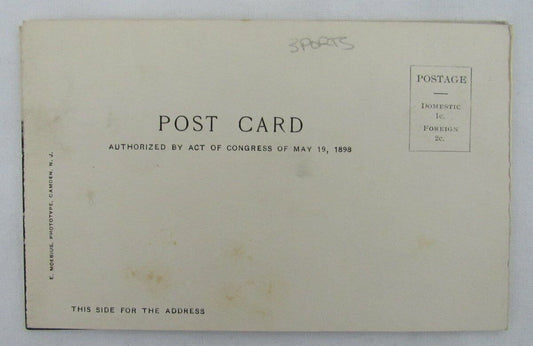 SPORTS
POSTAGE
DOMESTIC
1c.
FOREIGN
2c.
POST CARD
AUTHORIZED BY ACT OF CONGRESS OF MAY 19, 1898
E. MOEBIUS, PHOTOTYPE, CAMDEN, N. J.
THIS SIDE FOR THE ADDRESS